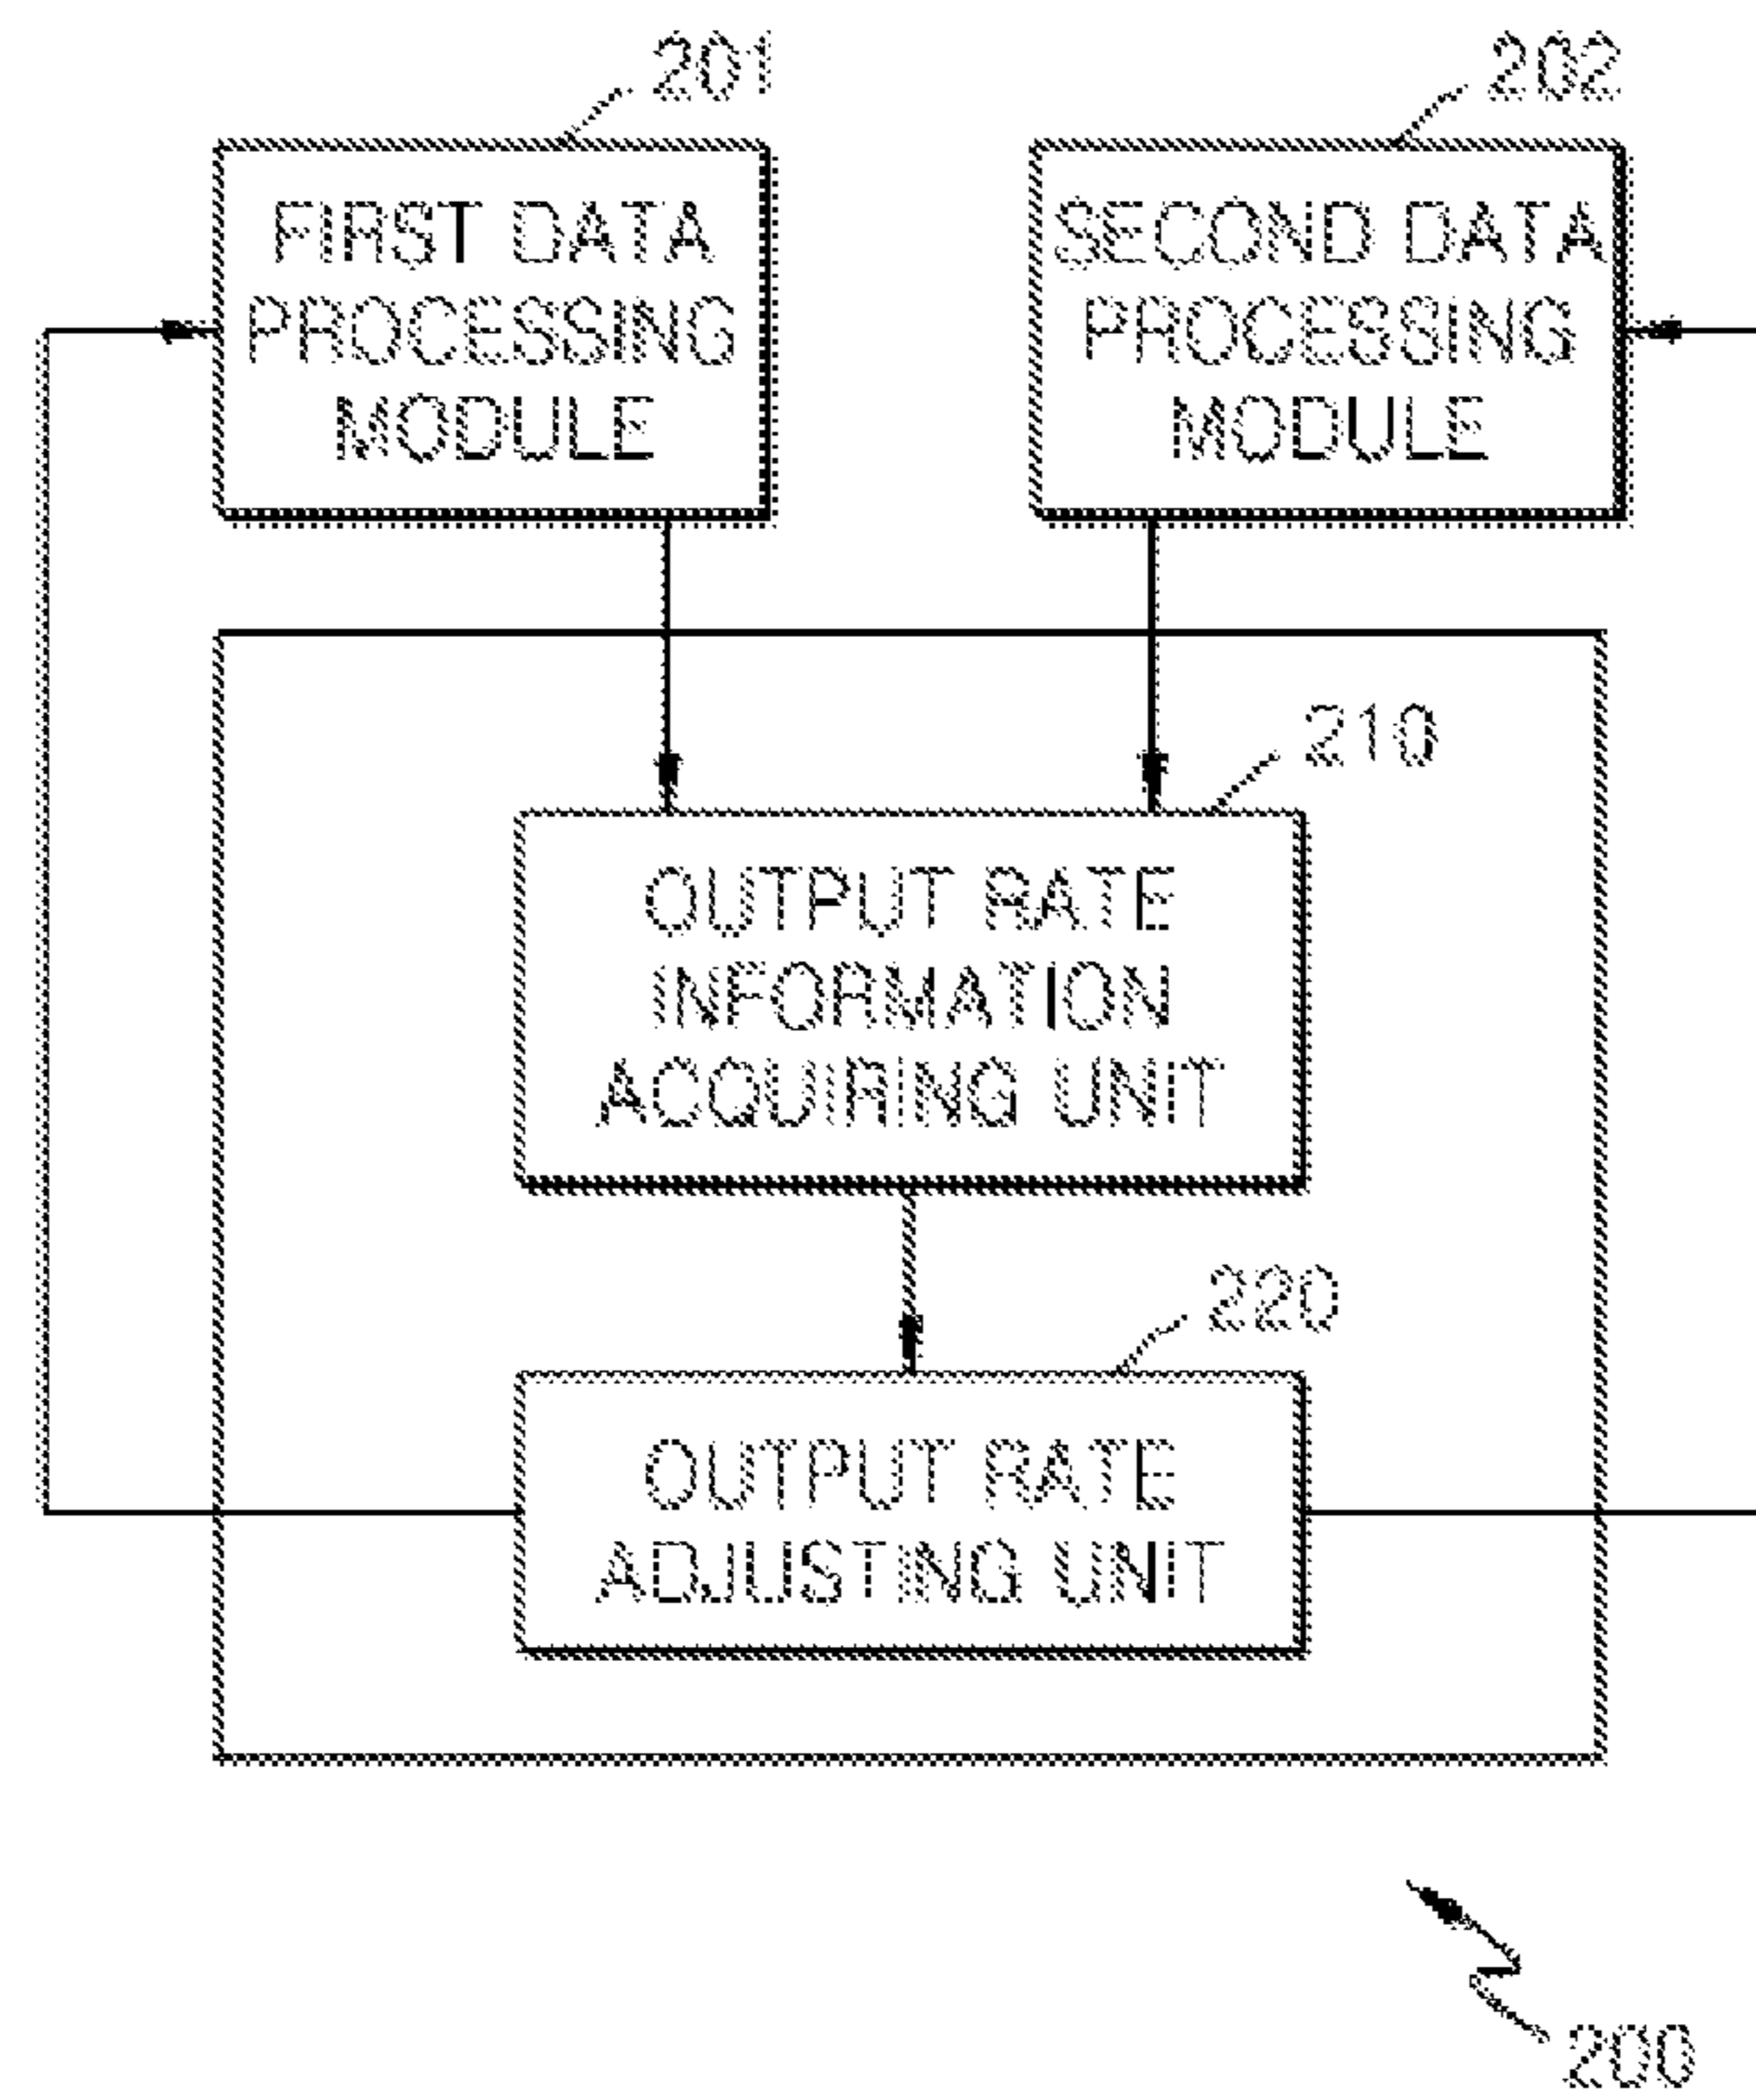 201
202
FIRST DATA
PROCESSING
MODULE
SECOND DATA
PROCESSING
MODULE
210
OUTPUT RATE
INFORMATION
ACQUIRING UNIT
220
OUTPUT RATE
ADJUSTING UNIT
200